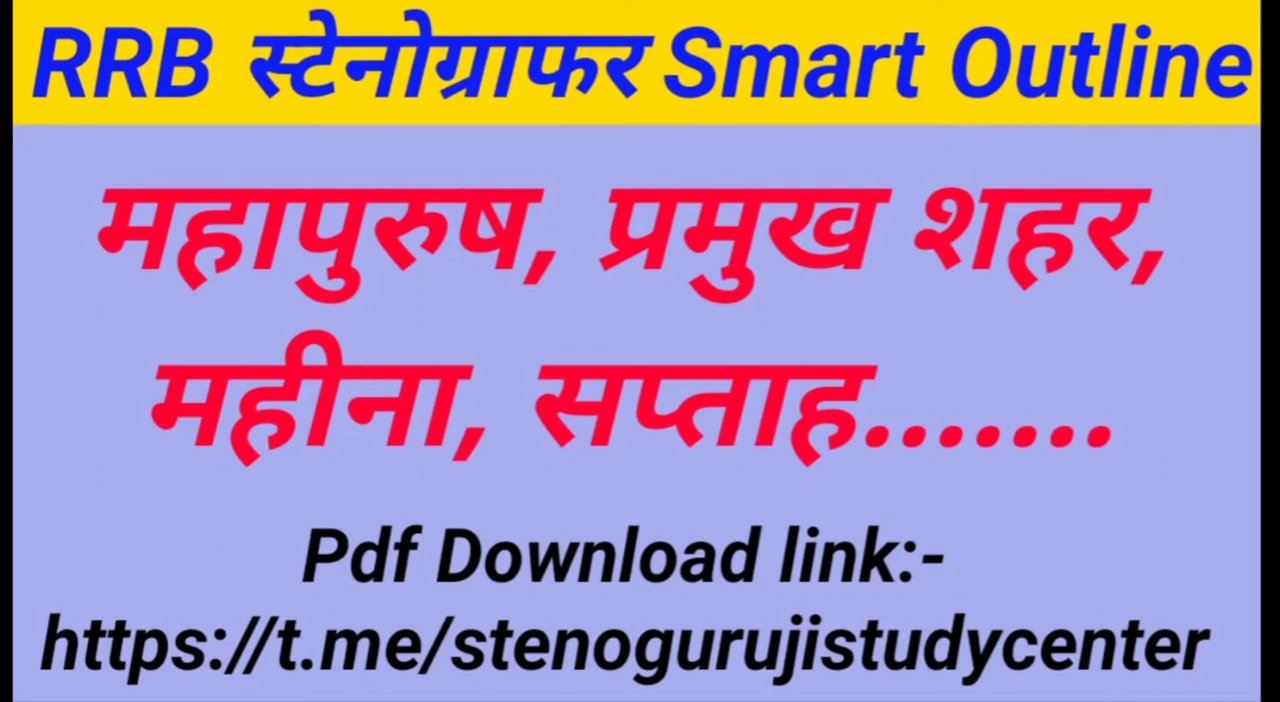 RRB स्टेनोग्राफर Smart Outline
महापुरुष, प्रमुख शहर,
महीना, सप्ताह.......
Pdf Download link:-
https://t.me/stenogurujistudycenter